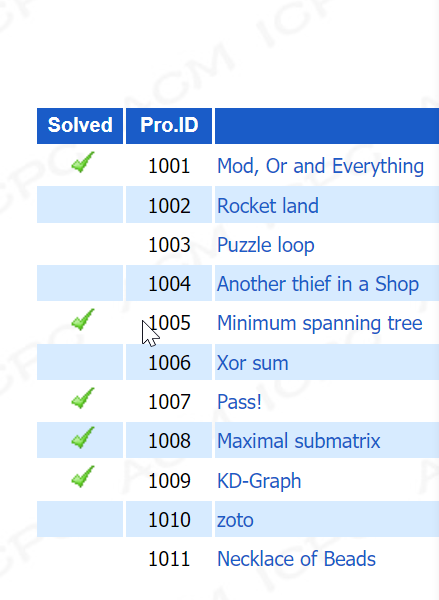 Solved Pro.ID
1001 Mod, Or and Everything
1002 Rocket land
1003 Puzzle loop
1004 Another thief in a Shop
1005 Minimum spanning tree
1006 Xor sum
1007 Pass!
1008 Maximal submatrix
1009 KD-Graph
1010 zoto
1011 Necklace of Beads